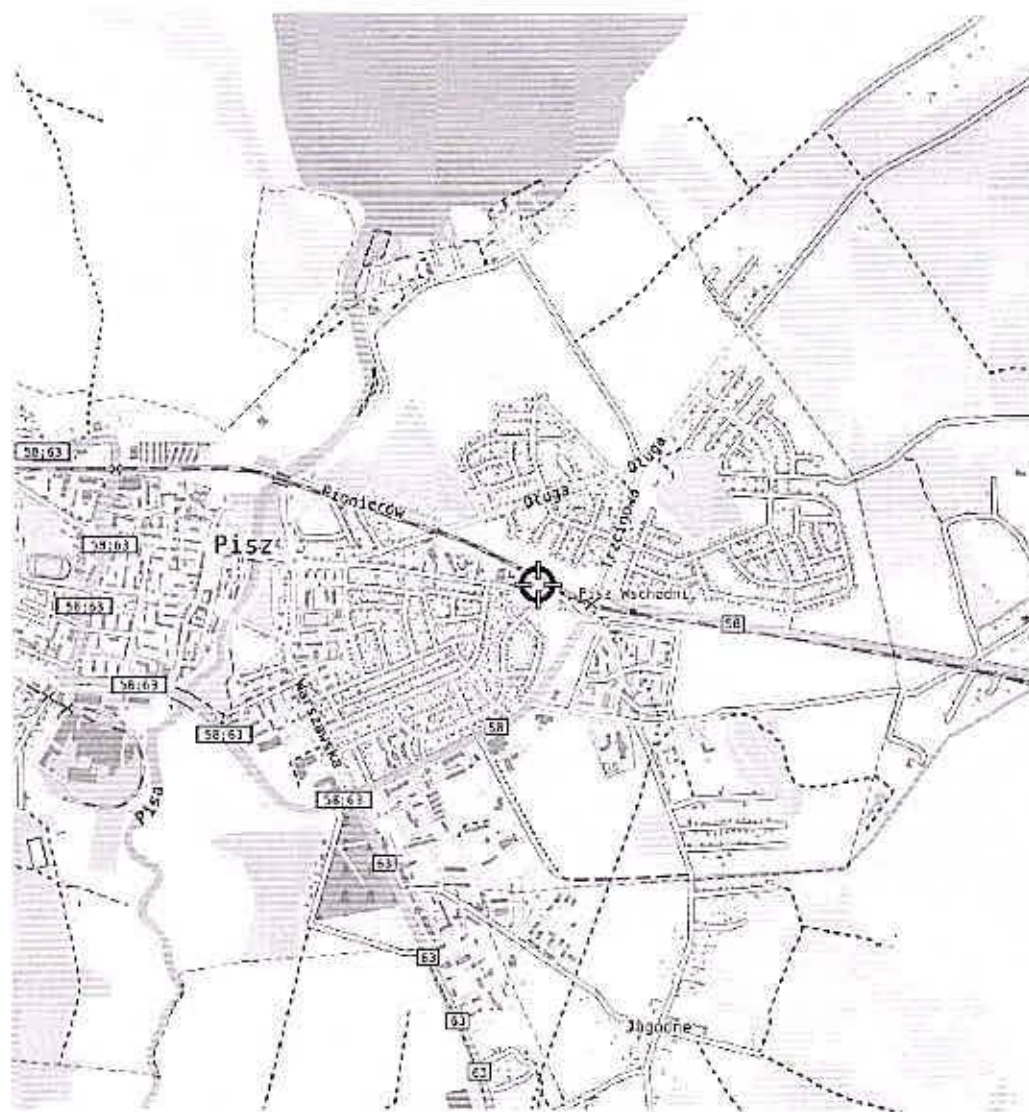 58;63
Długa
Pionierów
Długa
Trzcinowa
Pisz
58;63
Pisz Wschodni
58;63
58
58;63
Warszawska
58
58;63
58;63
Pisa
63
63
Jagodne
63
63